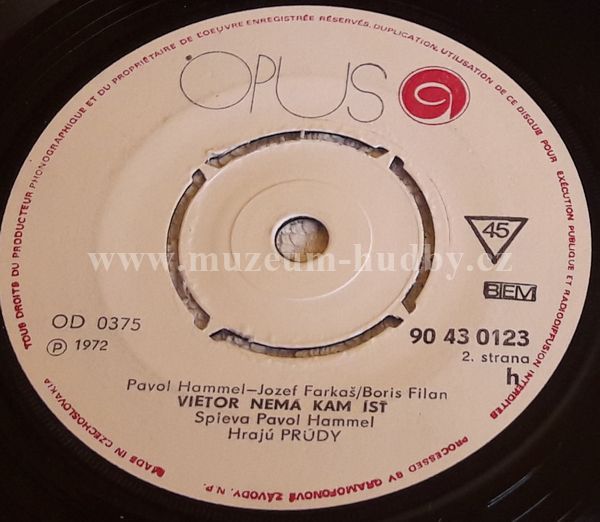 TOUS DROITS DU PRODUCTEUR PHONOGRAPHIQUE ET DU PROPRIÉTAIRE DE L'OEUVRE ENREGISTRÉE RÉSERVÉS. DUPLICATION, UTILISATION DE CE DISQUE POUR EXÉCUTION PUBLIQUE ET RADIODIFFUSION INTERDITES
OPUS
45
www.muzeum-hudby.cz
BIEM
OD 0375
90 43 0123
P 1972
2. strana
h
Pavol Hammel—Jozef Farkaš/Boris Filan
VIETOR NEMÁ KAM ÍSŤ
Spieva Pavol Hammel
Hrajú PRÚDY
MADE IN CZECHOSLOVAKIA
PROCESSED BY GRAMOFONOVÉ ZÁVODY, N.P.